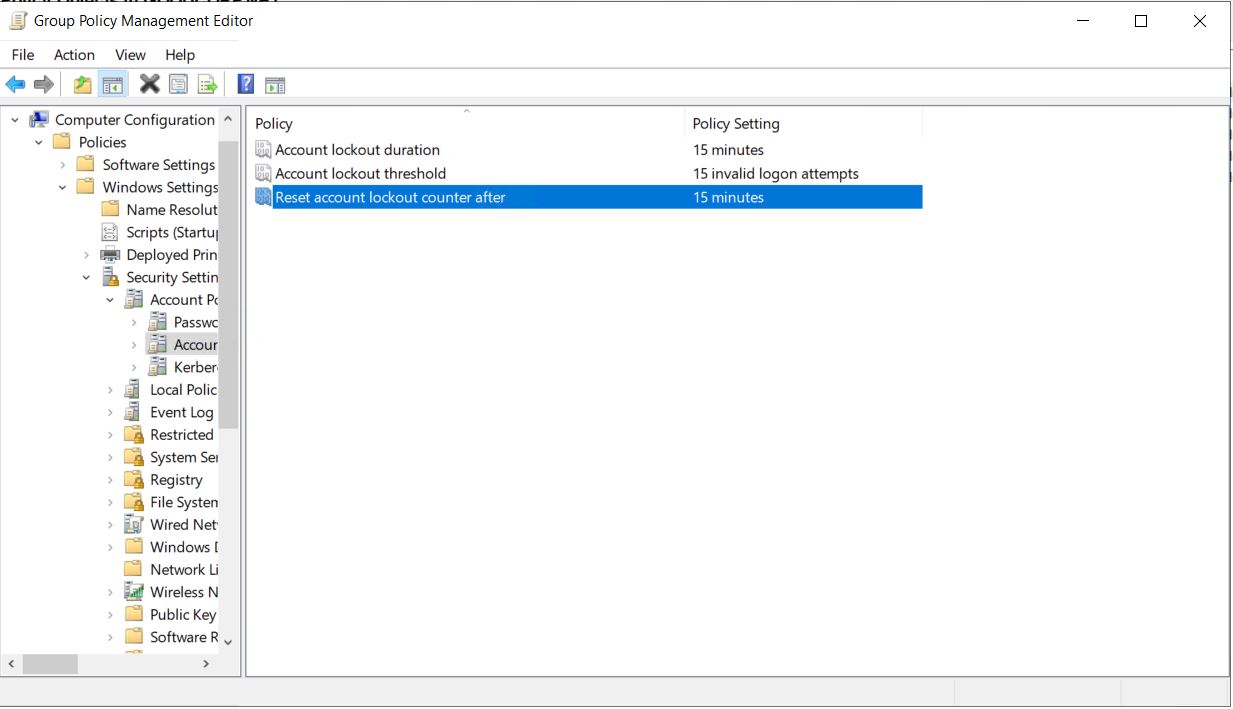 Group Policy Management Editor
File Action View Help
Computer Configuration
Policies
Software Settings
Windows Settings
Name Resolut
Scripts (Startup
Deployed Prin
Security Settin
Account Po
Passwo
Accour
Kerber
Local Polic
Event Log
Restricted
System Ser
Registry
File System
Wired Net
Windows D
Network Li
Wireless N
Public Key
Software R
Policy Policy Setting
Account lockout duration 15 minutes
Account lockout threshold 15 invalid logon attempts
Reset account lockout counter after 15 minutes